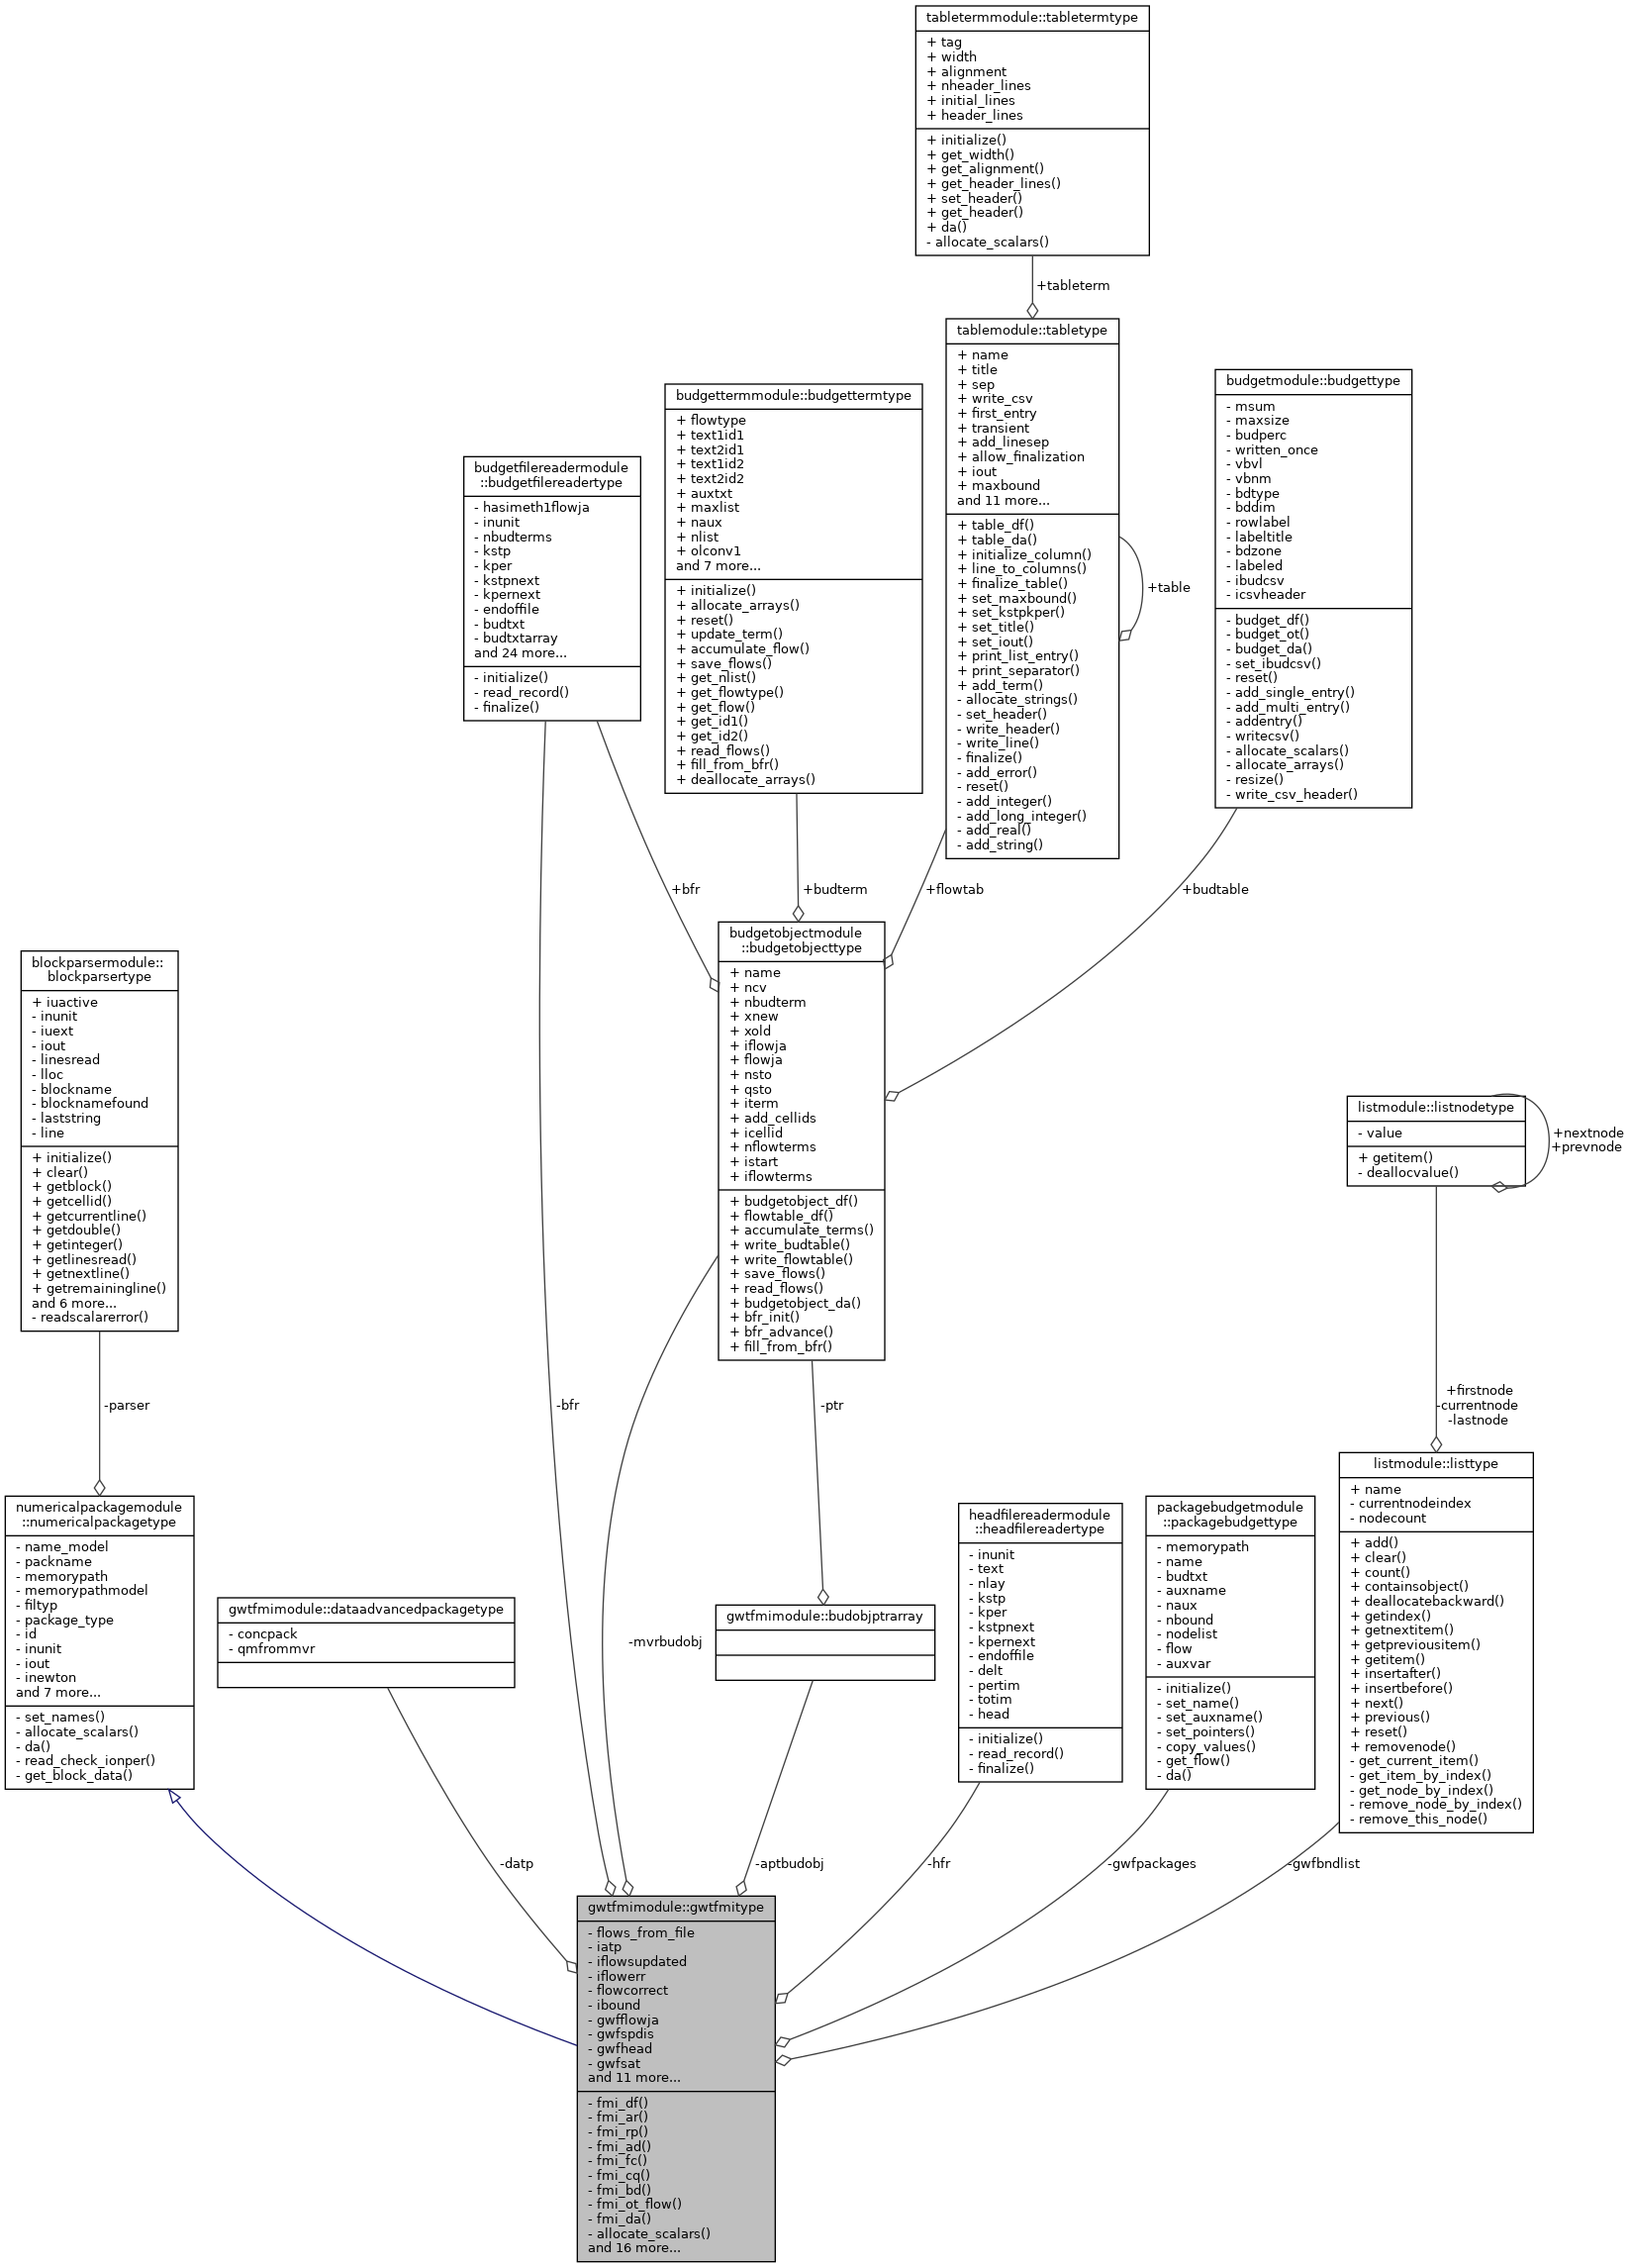 tabletermmodule::tabletermtype
+ tag
+ width
+ alignment
+ nheader_lines
+ initial_lines
+ header_lines
+ initialize()
+ get_width()
+ get_alignment()
+ get_header_lines()
+ set_header()
+ get_header()
+ da()
- allocate_scalars()
+tableterm
tablemodule::tabletype
+ name
+ title
+ sep
+ write_csv
+ first_entry
+ transient
+ add_linesep
+ allow_finalization
+ iout
+ maxbound
and 11 more...
+ table_df()
+ table_da()
+ initialize_column()
+ line_to_columns()
+ finalize_table()
+ set_maxbound()
+ set_kstpkper()
+ set_title()
+ set_iout()
+ print_list_entry()
+ print_separator()
+ add_term()
- allocate_strings()
- set_header()
- write_header()
- write_line()
- finalize()
- add_error()
- reset()
- add_integer()
- add_long_integer()
- add_real()
- add_string()
+table
budgetmodule::budgettype
- msum
- maxsize
- budperc
- written_once
- vbvl
- vbnm
- bdtype
- bddim
- rowlabel
- labeltitle
- bdzone
- labeled
- ibudcsv
- icsvheader
- budget_df()
- budget_ot()
- budget_da()
- set_ibudcsv()
- reset()
- add_single_entry()
- add_multi_entry()
- addentry()
- writecsv()
- allocate_scalars()
- allocate_arrays()
- resize()
- write_csv_header()
budgettermmodule::budgettermtype
+ flowtype
+ text1id1
+ text2id1
+ text1id2
+ text2id2
+ auxtxt
+ maxlist
+ naux
+ nlist
+ olconv1
and 7 more...
+ initialize()
+ allocate_arrays()
+ reset()
+ update_term()
+ accumulate_flow()
+ save_flows()
+ get_nlist()
+ get_flowtype()
+ get_flow()
+ get_id1()
+ get_id2()
+ read_flows()
+ fill_from_bfr()
+ deallocate_arrays()
budgetfilereadermodule
::budgetfilereadertype
- hasimeth1flowja
- inunit
- nbudterms
- kstp
- kper
- kstpnext
- kpernext
- endoffile
- budtxt
- budtxtarray
and 24 more...
- initialize()
- read_record()
- finalize()
+bfr
+budterm
+flowtab
+budtable
budgetobjectmodule
::budgetobjecttype
+ name
+ ncv
+ nbudterm
+ xnew
+ xold
+ iflowja
+ flowja
+ nsto
+ qsto
+ iterm
+ add_cellids
+ icellid
+ nflowterms
+ istart
+ iflowterms
+ budgetobject_df()
+ flowtable_df()
+ accumulate_terms()
+ write_budtable()
+ write_flowtable()
+ save_flows()
+ read_flows()
+ budgetobject_da()
+ bfr_init()
+ bfr_advance()
+ fill_from_bfr()
blockparsermodule::
blockparsertype
+ iuactive
- inunit
- iuext
- iout
- linesread
- lloc
- blockname
- blocknamefound
- laststring
- line
+ initialize()
+ clear()
+ getblock()
+ getcellid()
+ getcurrentline()
+ getdouble()
+ getinteger()
+ getlinesread()
+ getnextline()
+ getremainingline()
and 6 more...
- readscalarerror()
listmodule::listnodetype
- value
+ getitem()
- deallocvalue()
+nextnode
+prevnode
-parser
-bfr
-ptr
+firstnode
-currentnode
-lastnode
numericalpackagemodule
::numericalpackagetype
- name_model
- packname
- memorypath
- memorypathmodel
- filtyp
- package_type
- id
- inunit
- iout
- inewton
and 7 more...
- set_names()
- allocate_scalars()
- da()
- read_check_ionper()
- get_block_data()
gwtfmimodule::dataadvancedpackagetype
- concpack
- qmfrommvr
-mvrbudobj
gwtfmimodule::budobjptrarray
headfilereadermodule
::headfilereadertype
- inunit
- text
- nlay
- kstp
- kper
- kstpnext
- kpernext
- endoffile
- delt
- pertim
- totim
- head
- initialize()
- read_record()
- finalize()
packagebudgetmodule
::packagebudgettype
- memorypath
- name
- budtxt
- auxname
- naux
- nbound
- nodelist
- flow
- auxvar
- initialize()
- set_name()
- set_auxname()
- set_pointers()
- copy_values()
- get_flow()
- da()
listmodule::listtype
+ name
- currentnodeindex
- nodecount
+ add()
+ clear()
+ count()
+ containsobject()
+ deallocatebackward()
+ getindex()
+ getnextitem()
+ getpreviousitem()
+ getitem()
+ insertafter()
+ insertbefore()
+ next()
+ previous()
+ reset()
+ removenode()
- get_current_item()
- get_item_by_index()
- get_node_by_index()
- remove_node_by_index()
- remove_this_node()
-datp
-aptbudobj
-hfr
-gwfpackages
-gwfbndlist
gwtfmimodule::gwtfmitype
- flows_from_file
- iatp
- iflowsupdated
- iflowerr
- flowcorrect
- ibound
- gwfflowja
- gwfspdis
- gwfhead
- gwfsat
and 11 more...
- fmi_df()
- fmi_ar()
- fmi_rp()
- fmi_ad()
- fmi_fc()
- fmi_cq()
- fmi_bd()
- fmi_ot_flow()
- fmi_da()
- allocate_scalars()
and 16 more...